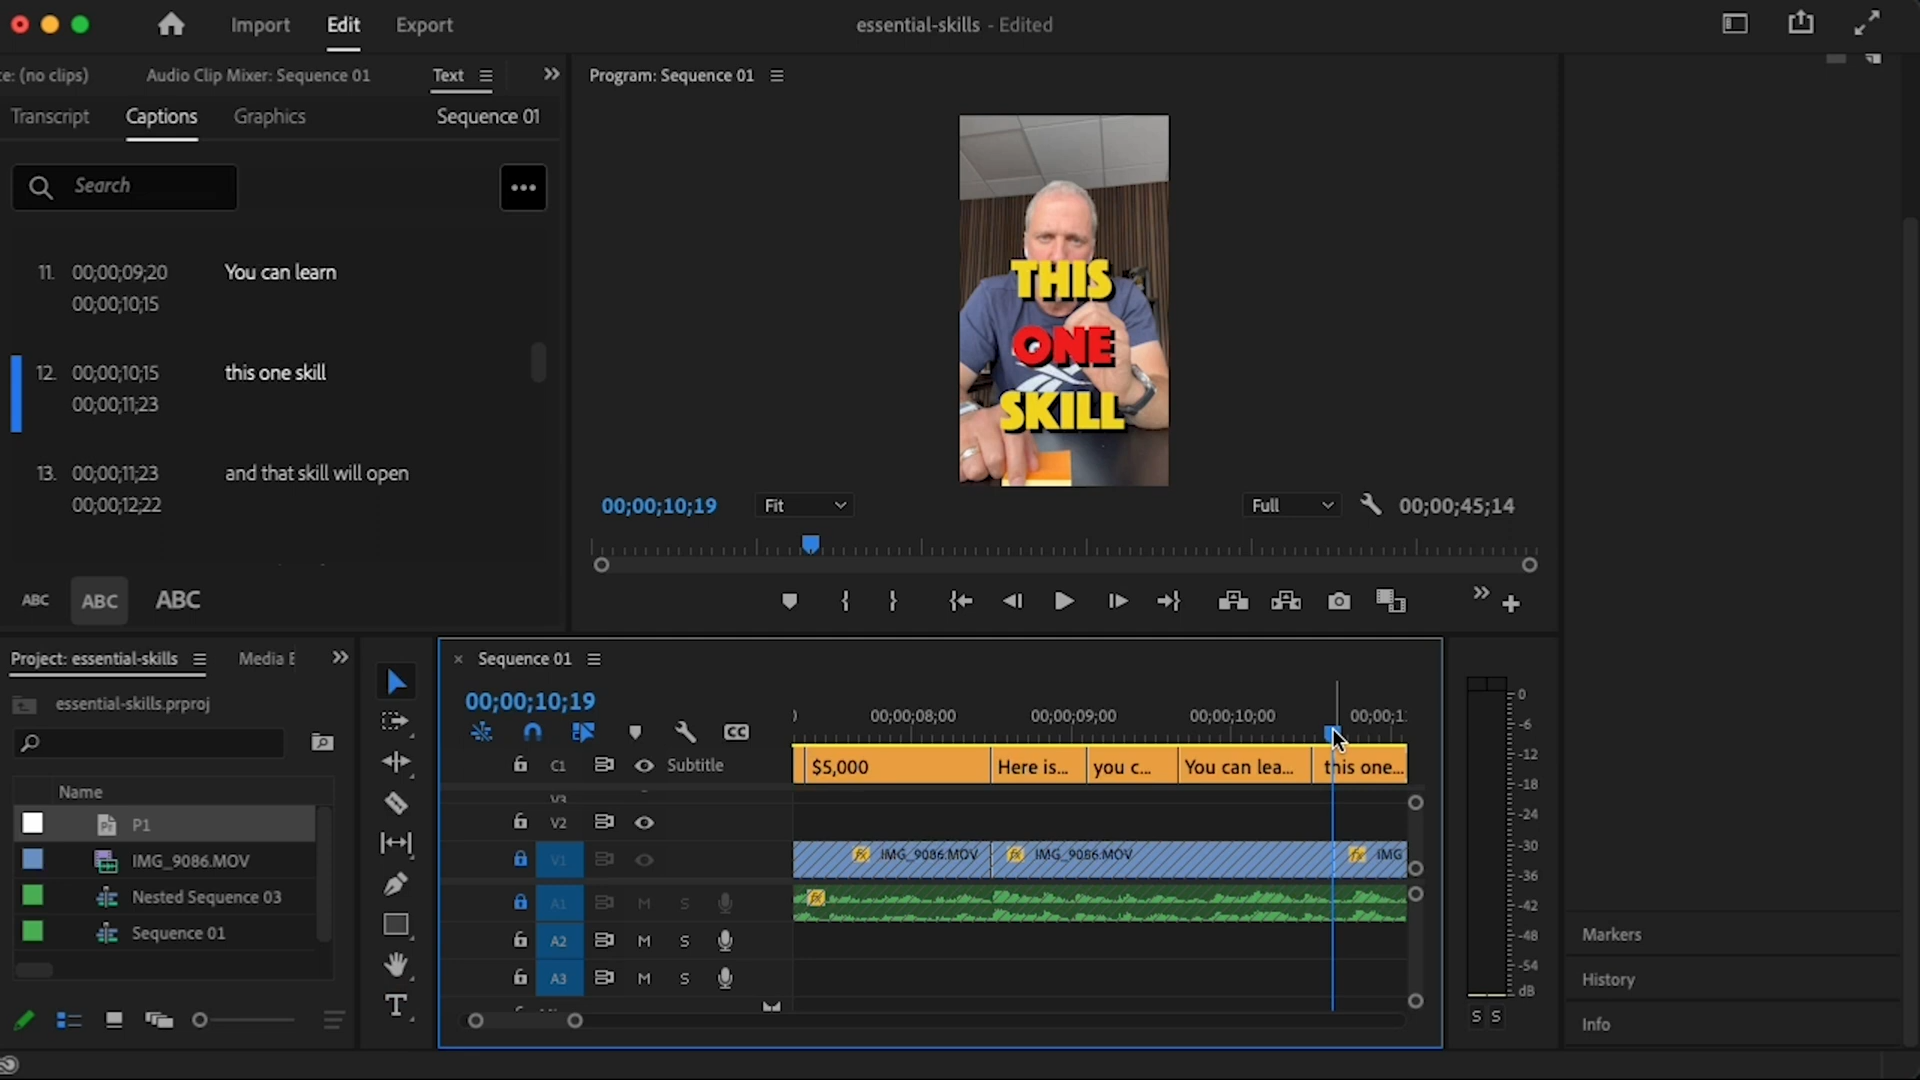 Import
Edit
Export
essential-skills - Edited
ce: (no clips)
Audio Clip Mixer: Sequence 01
Text
Program: Sequence 01
Transcript
Captions
Graphics
Sequence 01
Search
11. 00;00;09;20 You can learn
00;00;10;15
12. 00;00;10;15 this one skill
00;00;11;23
13. 00;00;11;23 and that skill will open
00;00;12;22
ABC
ABC
ABC
THIS
ONE
SKILL
00;00;10;19
Fit
Full
00;00;45;14
Project: essential-skills
Media E
essential-skills.prproj
Name
P1
IMG_9086.MOV
Nested Sequence 03
Sequence 01
Sequence 01
00;00;10;19
00;00;08;00
00;00;09;00
00;00;10;00
00;00;1
CC
C1
Subtitle
$5,000
Here is...
you c...
You can lea...
this one...
V3
V2
V1
IMG_9086.MOV
IMG_9086.MOV
IMG
A1
M
S
A2
M
S
A3
M
S
T
0
-6
-12
-18
-24
-30
-36
-42
-48
-54
dB
S S
Markers
History
Info